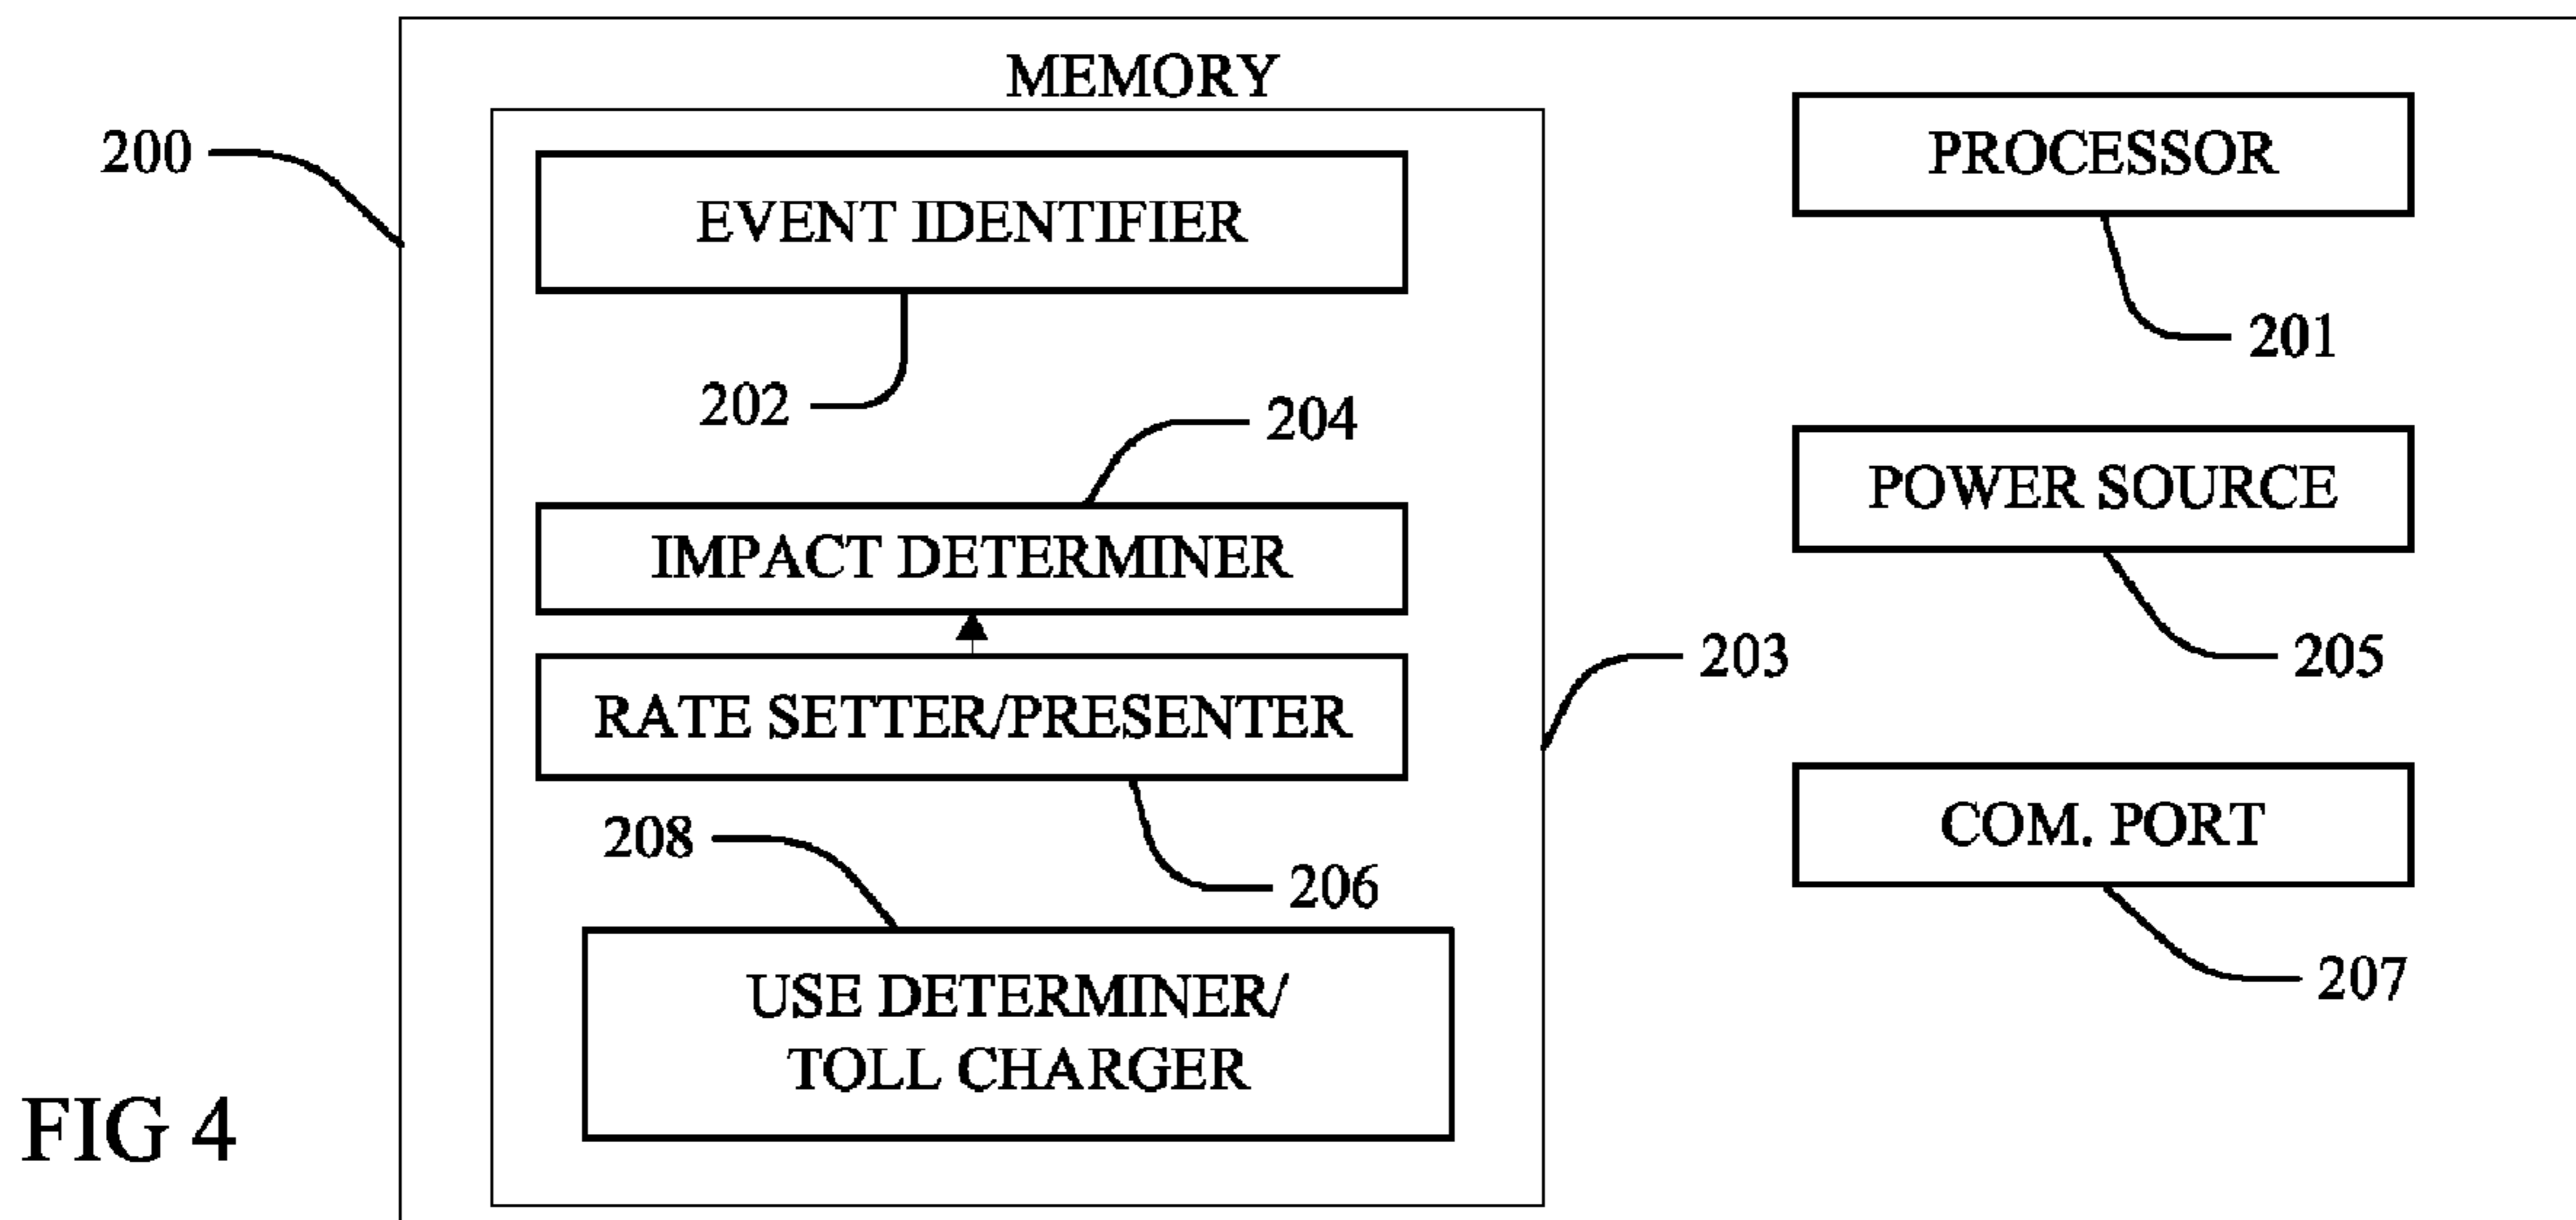 MEMORY
200
EVENT IDENTIFIER
202
204
IMPACT DETERMINER
RATE SETTER/PRESENTER
203
208
206
USE DETERMINER/
TOLL CHARGER
PROCESSOR
201
POWER SOURCE
205
COM. PORT
207
FIG 4